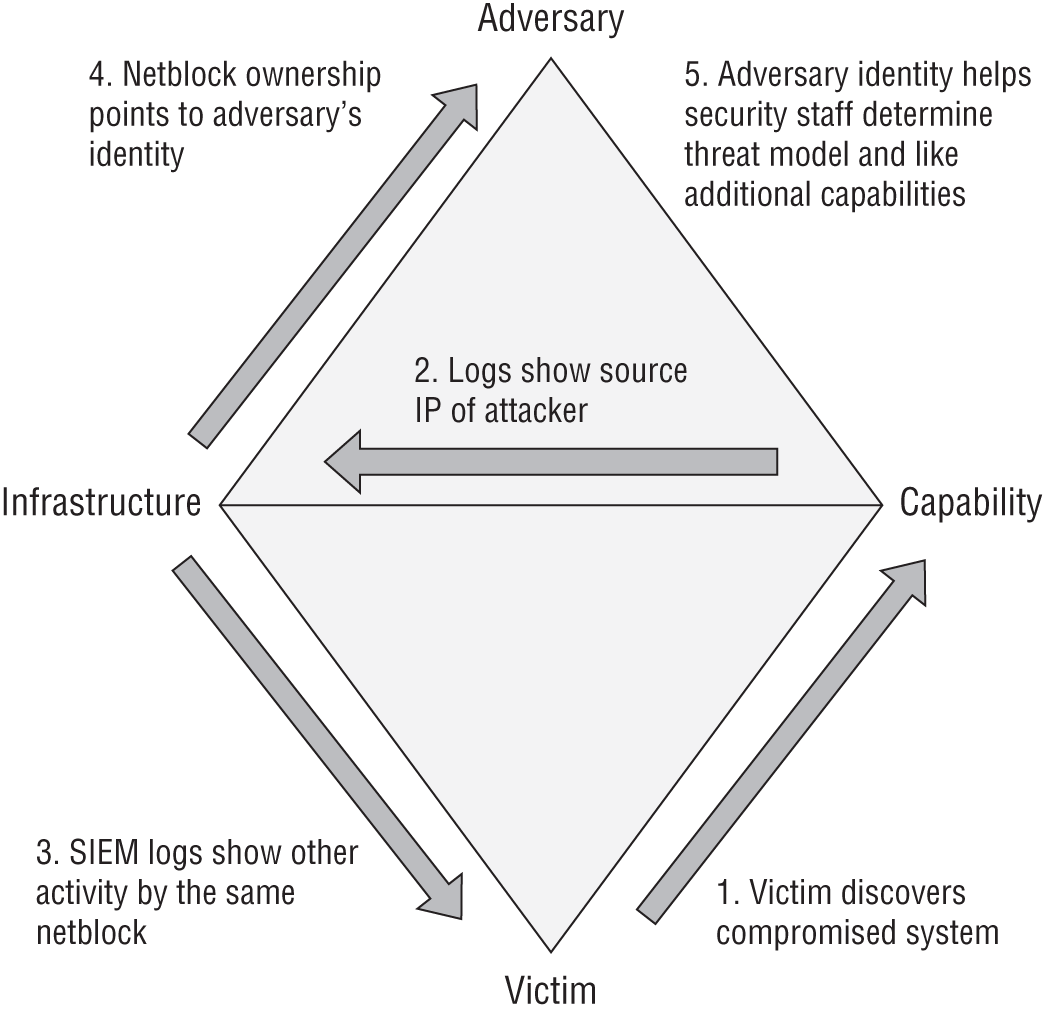 Adversary
4. Netblock ownership
points to adversary’s
identity
5. Adversary identity helps
security staff determine
threat model and like
additional capabilities
2. Logs show source
IP of attacker
Infrastructure
Capability
3. SIEM logs show other
activity by the same
netblock
1. Victim discovers
compromised system
Victim